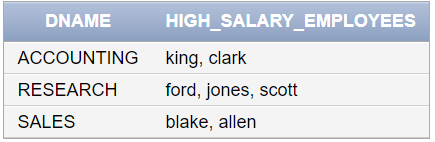 DNAME HIGH_SALARY_EMPLOYEES
ACCOUNTING king, clark
RESEARCH ford, jones, scott
SALES blake, allen